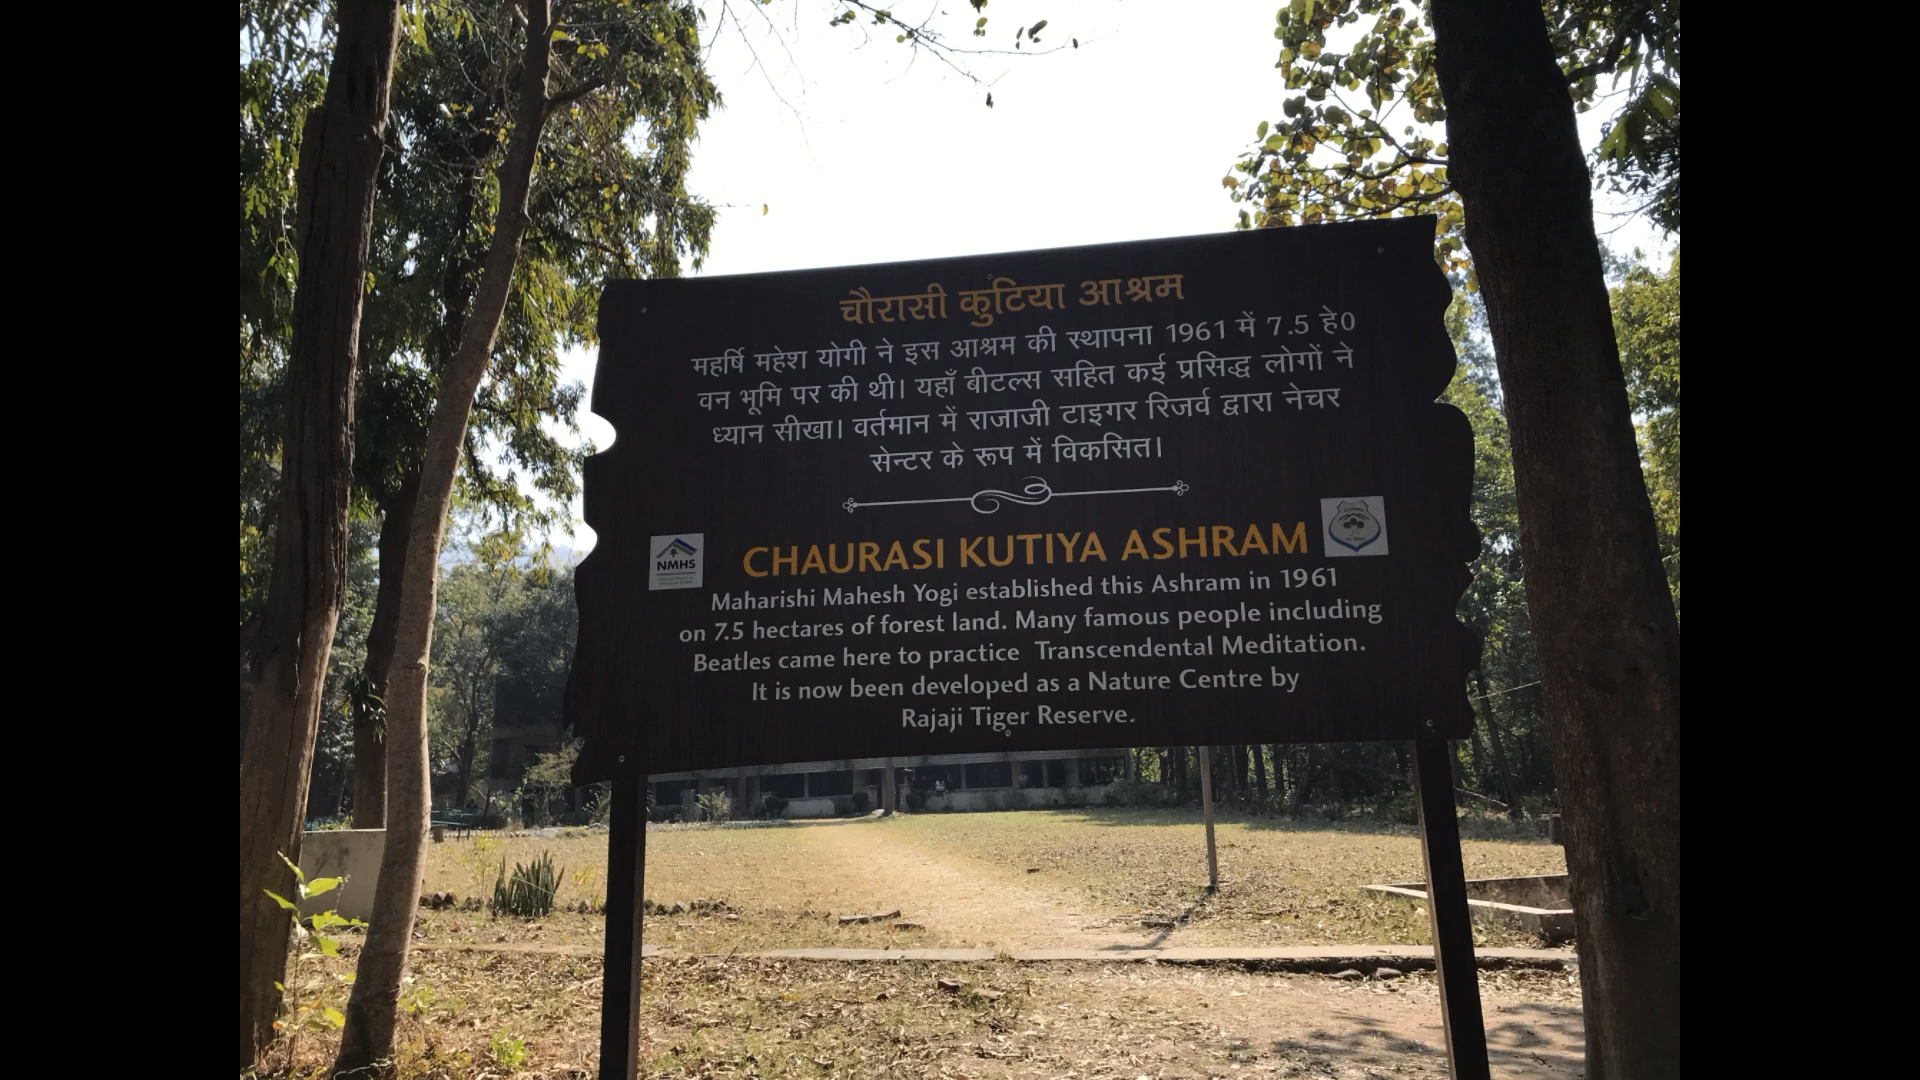 चौरासी कुटिया आश्रम
महर्षि महेश योगी ने इस आश्रम की स्थापना 1961 में 7.5 हे0
वन भूमि पर की थी। यहाँ बीटल्स सहित कई प्रसिद्ध लोगों ने
ध्यान सीखा। वर्तमान में राजाजी टाइगर रिजर्व द्वारा नेचर
सेन्टर के रूप में विकसित।
NMHS
CHAURASI KUTIYA ASHRAM
Maharishi Mahesh Yogi established this Ashram in 1961
on 7.5 hectares of forest land. Many famous people including
Beatles came here to practice Transcendental Meditation.
It is now been developed as a Nature Centre by
Rajaji Tiger Reserve.